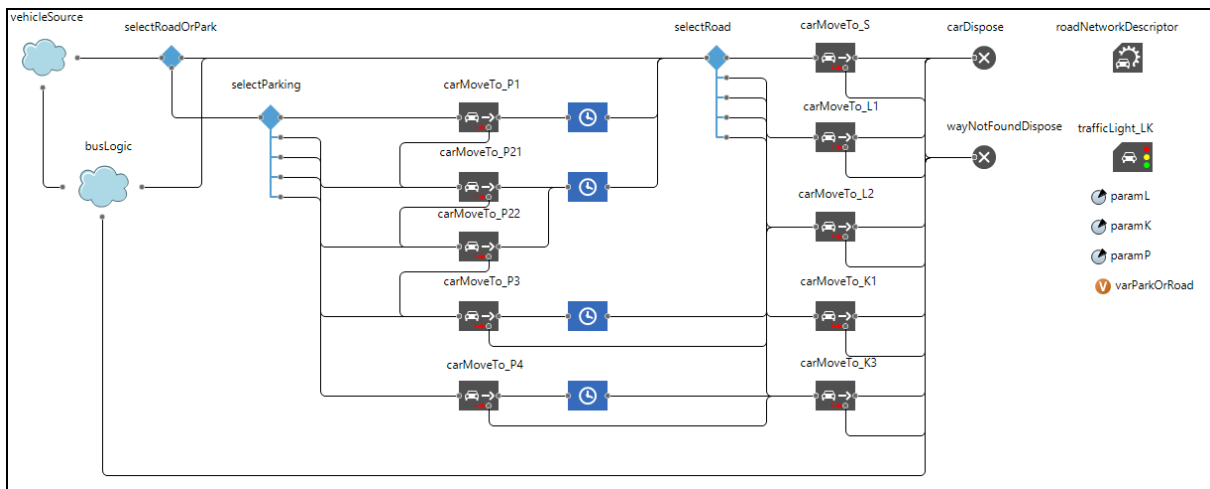 vehicleSource
selectRoadOrPark
selectRoad
carMoveTo_S
carDispose
roadNetworkDescriptor
selectParking
carMoveTo_P1
carMoveTo_L1
wayNotFoundDispose
trafficLight_LK
busLogic
carMoveTo_P21
carMoveTo_L2
paramL
carMoveTo_P22
paramK
paramP
carMoveTo_P3
carMoveTo_K1
V varParkOrRoad
carMoveTo_P4
carMoveTo_K3